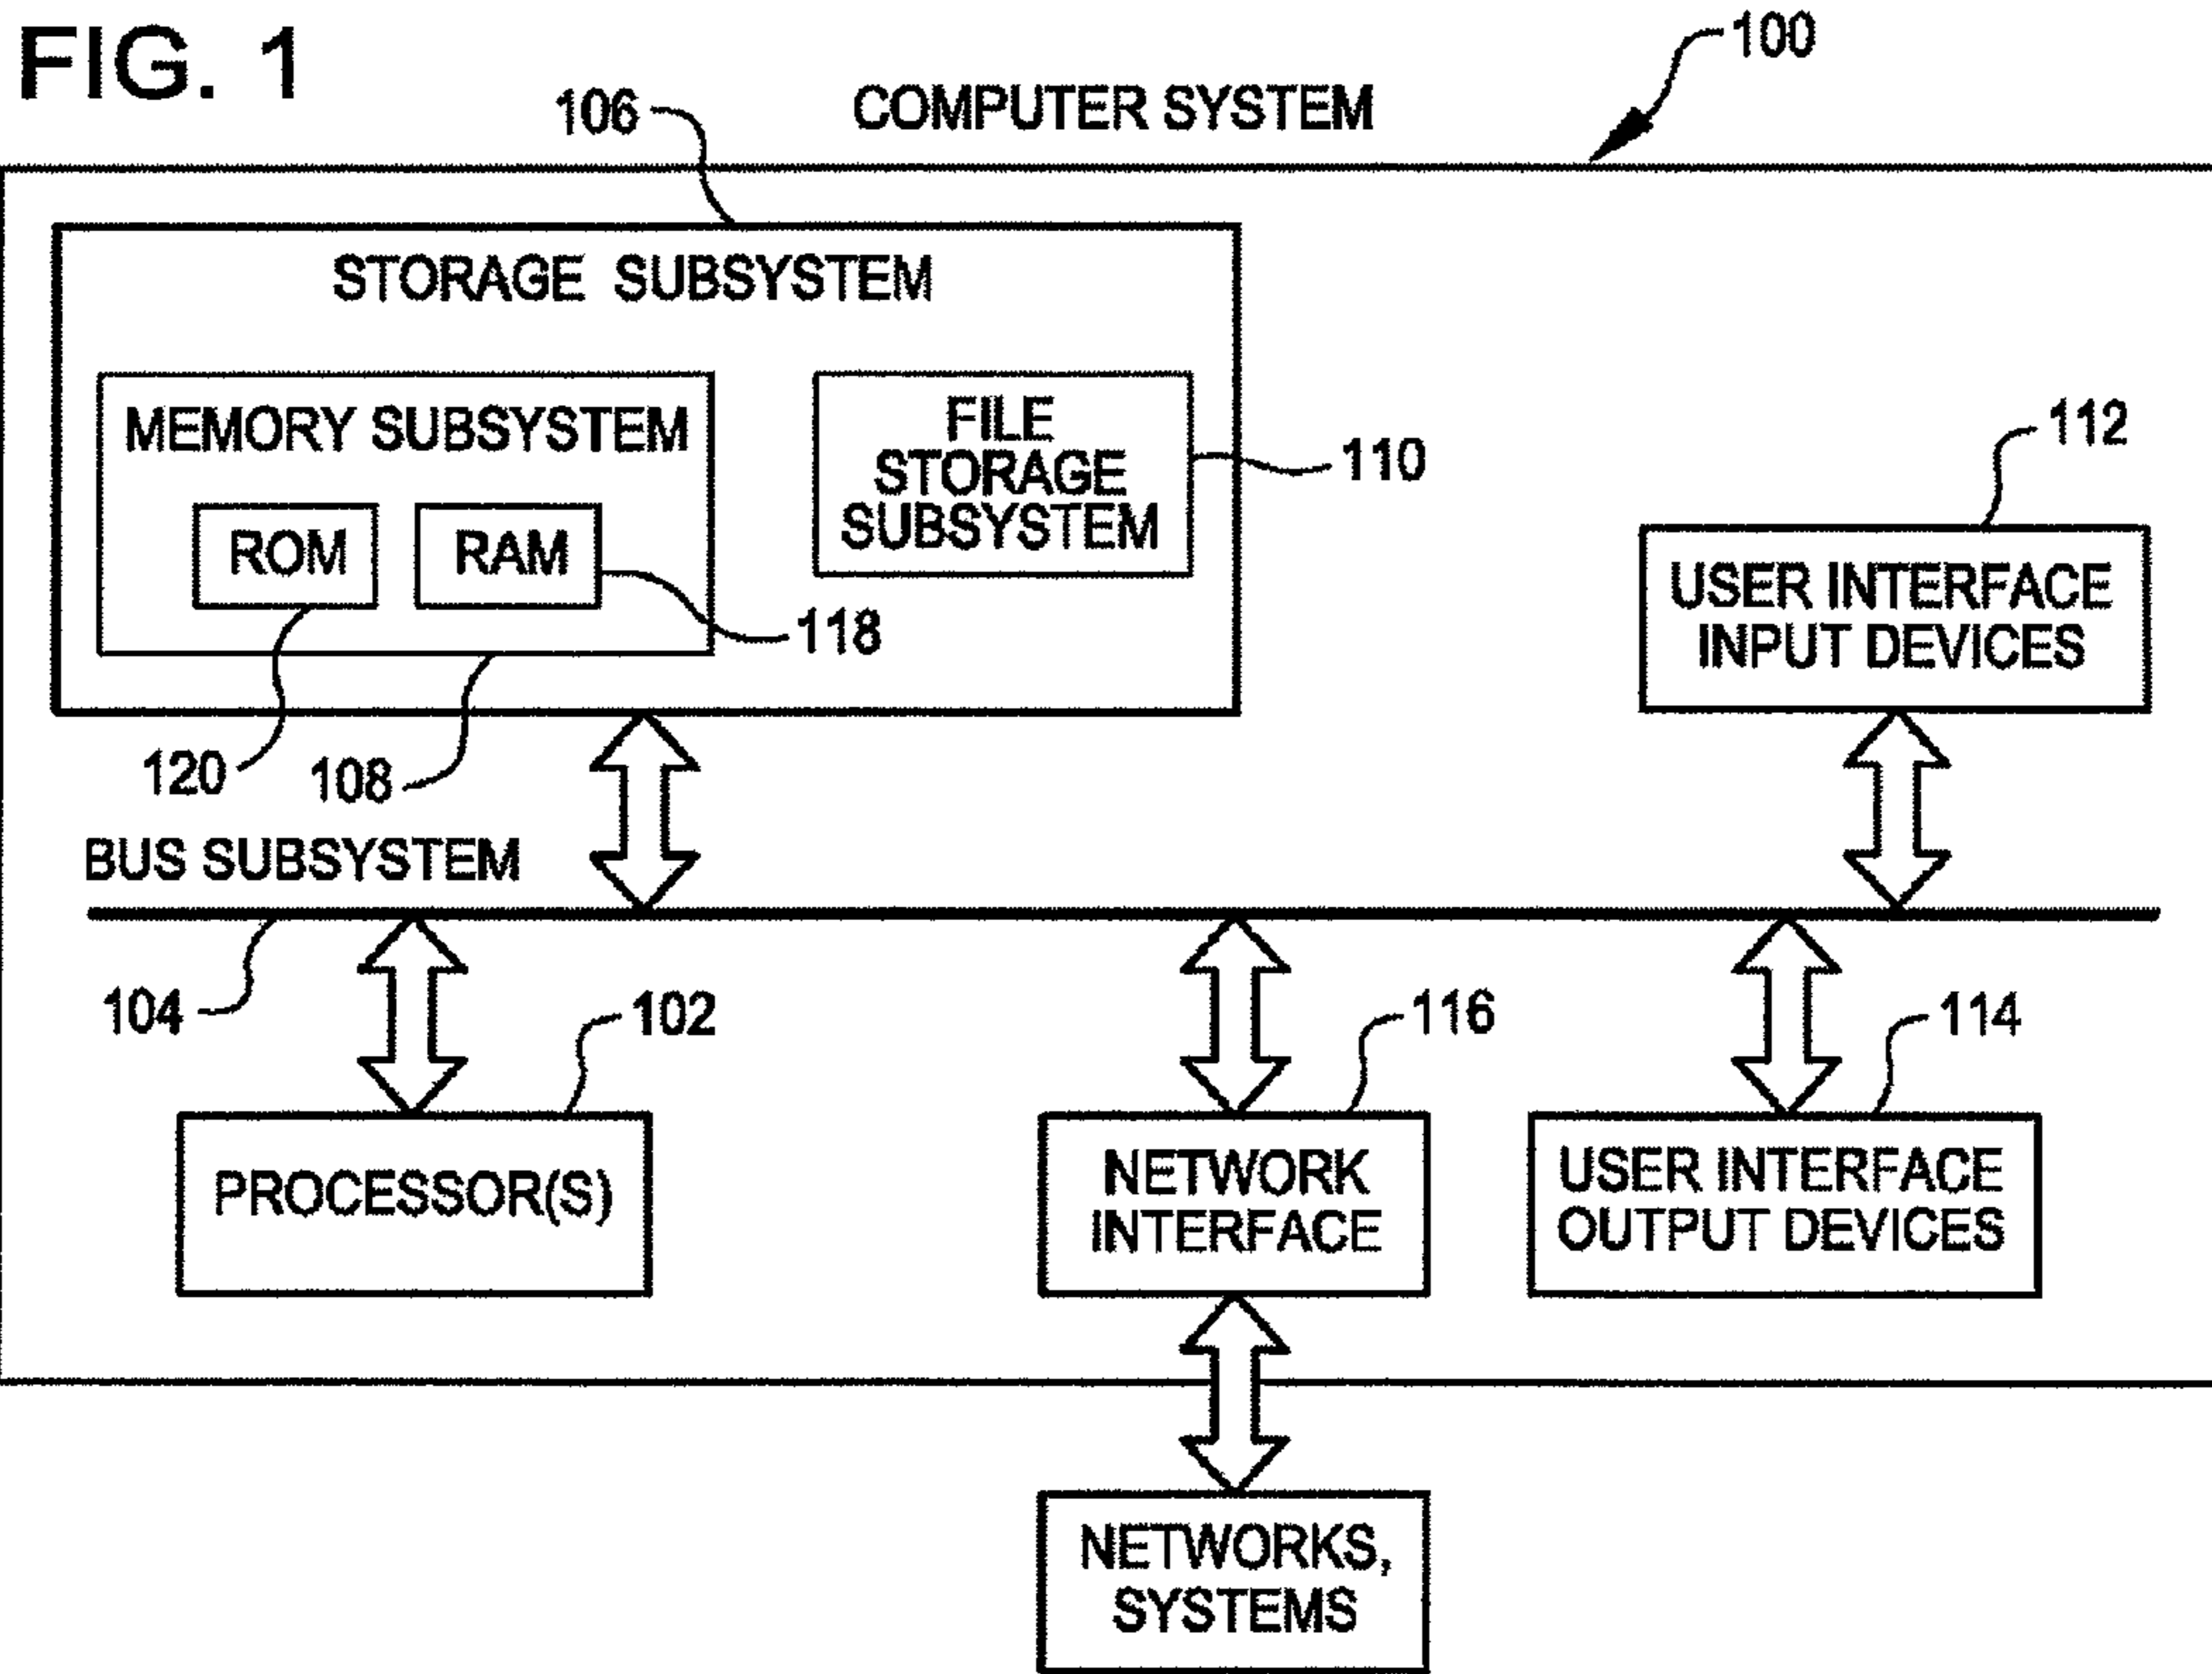 FIG. 1
100
106
COMPUTER SYSTEM
STORAGE SUBSYSTEM
MEMORY SUBSYSTEM
ROM
RAM
FILE
STORAGE
SUBSYSTEM
110
112
118
USER INTERFACE
INPUT DEVICES
120
108
BUS SUBSYSTEM
104
102
116
114
PROCESSOR(S)
NETWORK
INTERFACE
USER INTERFACE
OUTPUT DEVICES
NETWORKS,
SYSTEMS